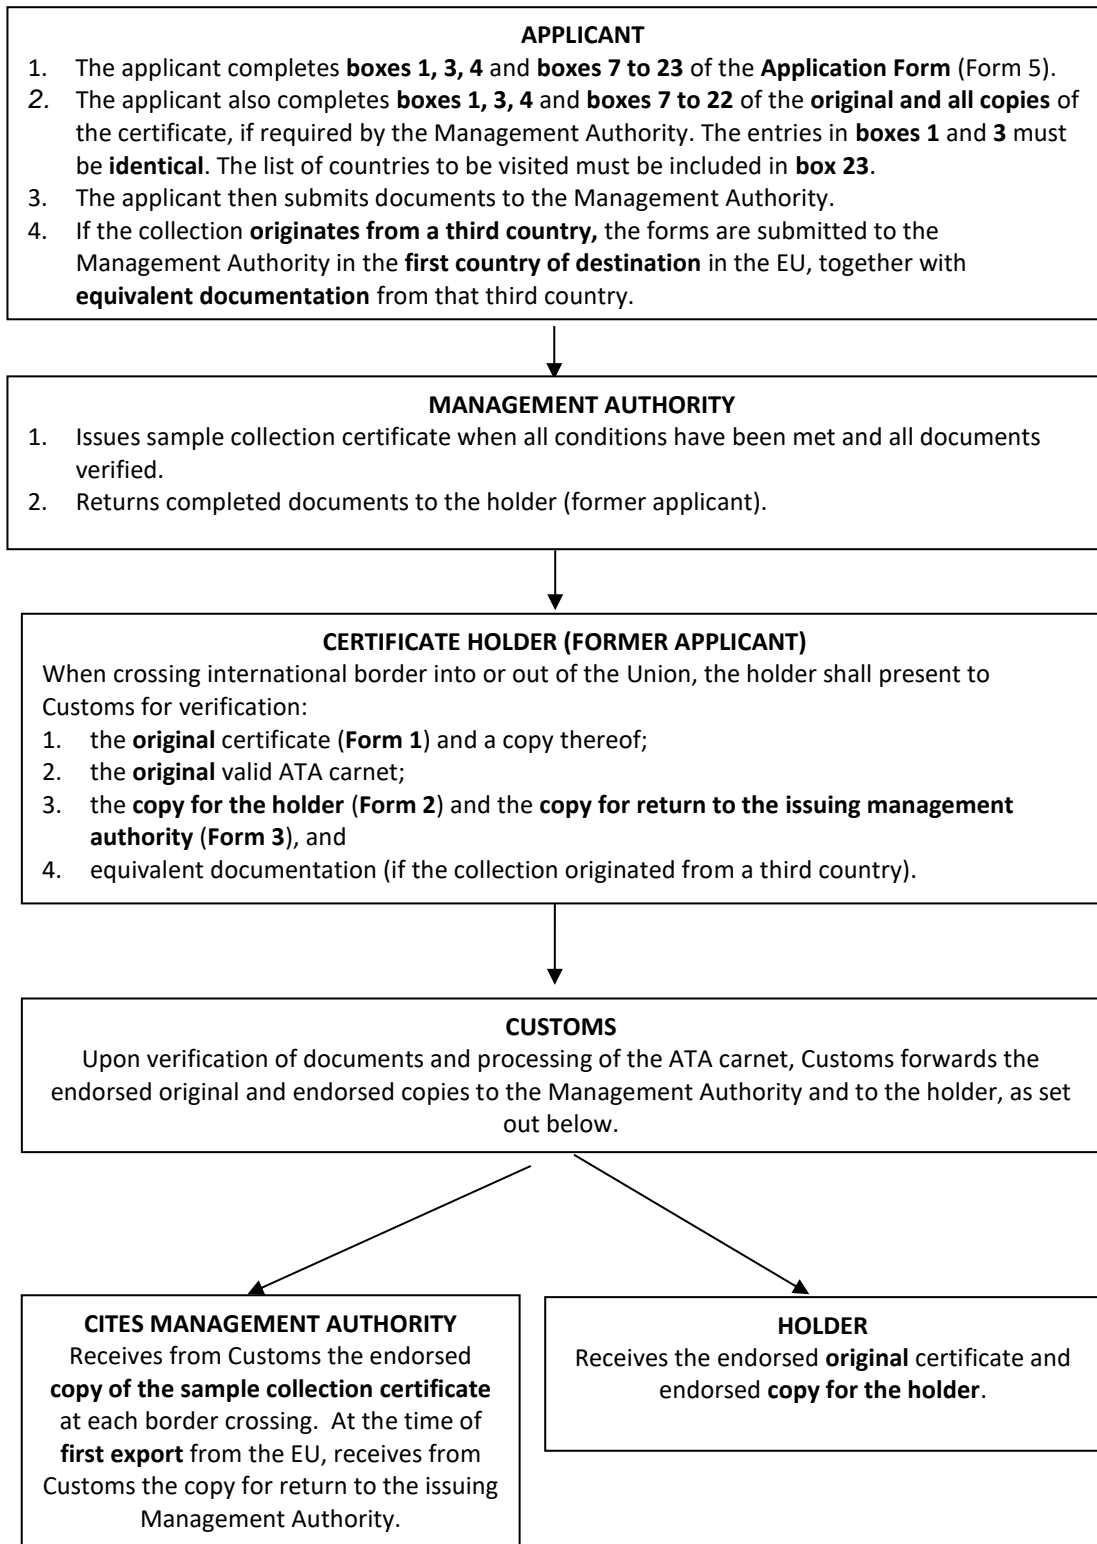 APPLICANT
1. The applicant completes boxes 1, 3, 4 and boxes 7 to 23 of the Application Form (Form 5).
2. The applicant also completes boxes 1, 3, 4 and boxes 7 to 22 of the original and all copies of
the certificate, if required by the Management Authority. The entries in boxes 1 and 3 must
be identical. The list of countries to be visited must be included in box 23.
3. The applicant then submits documents to the Management Authority.
4. If the collection originates from a third country, the forms are submitted to the
Management Authority in the first country of destination in the EU, together with
equivalent documentation from that third country.
MANAGEMENT AUTHORITY
1. Issues sample collection certificate when all conditions have been met and all documents
verified.
2. Returns completed documents to the holder (former applicant).
CERTIFICATE HOLDER (FORMER APPLICANT)
When crossing international border into or out of the Union, the holder shall present to
Customs for verification:
1. the original certificate (Form 1) and a copy thereof;
2. the original valid ATA carnet;
3. the copy for the holder (Form 2) and the copy for return to the issuing management
authority (Form 3), and
4. equivalent documentation (if the collection originated from a third country).
CUSTOMS
Upon verification of documents and processing of the ATA carnet, Customs forwards the
endorsed original and endorsed copies to the Management Authority and to the holder, as set
out below.
CITES MANAGEMENT AUTHORITY
Receives from Customs the endorsed
copy of the sample collection certificate
at each border crossing. At the time of
first export from the EU, receives from
Customs the copy for return to the issuing
Management Authority.
HOLDER
Receives the endorsed original certificate and
endorsed copy for the holder.